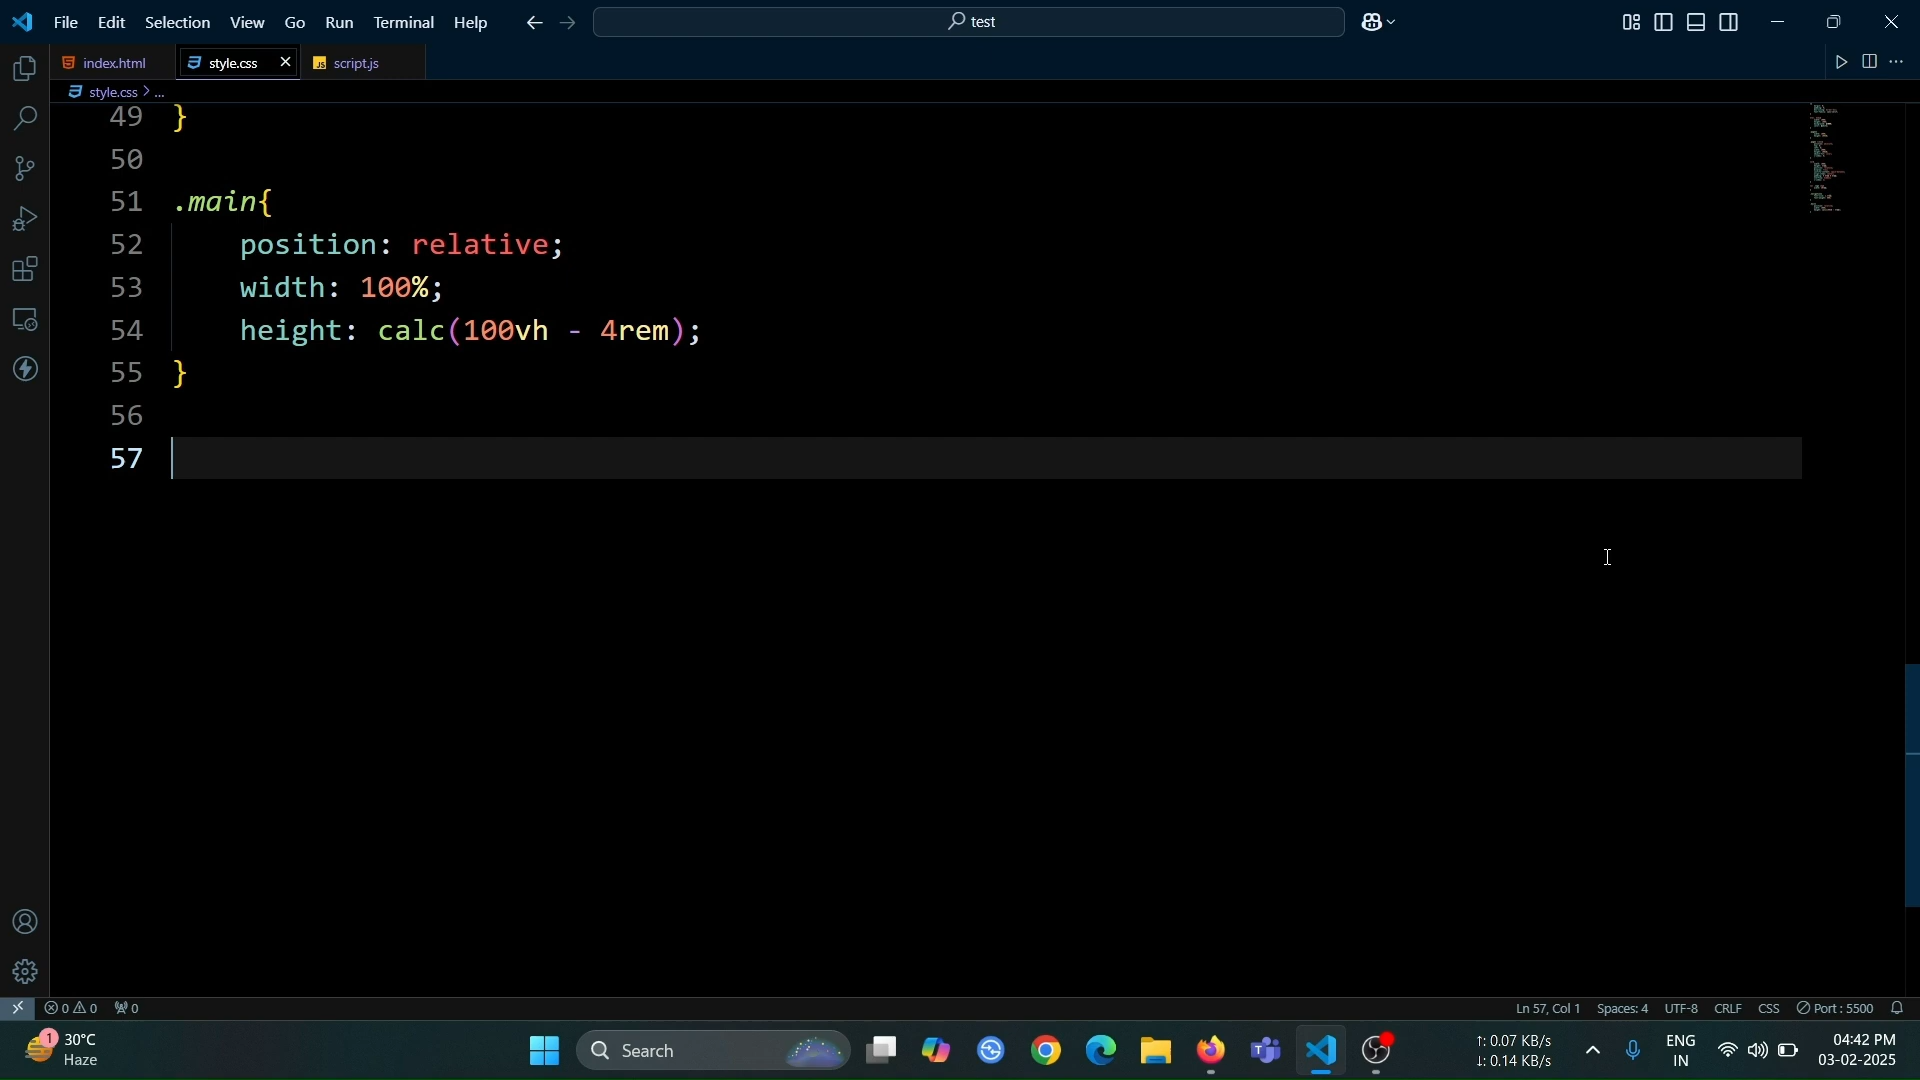 File Edit Selection View Go Run Terminal Help
test
index.html style.css script.js
style.css > ...
49 }
50
51 .main{
52 position: relative;
53 width: 100%;
54 height: calc(100vh - 4rem);
55 }
56
57
0 0 0
Ln 57, Col 1 Spaces: 4 UTF-8 CRLF CSS Port : 5500
1
30°C
Haze
Search
↑: 0.07 KB/s
↓: 0.14 KB/s
ENG
IN
04:42 PM
03-02-2025